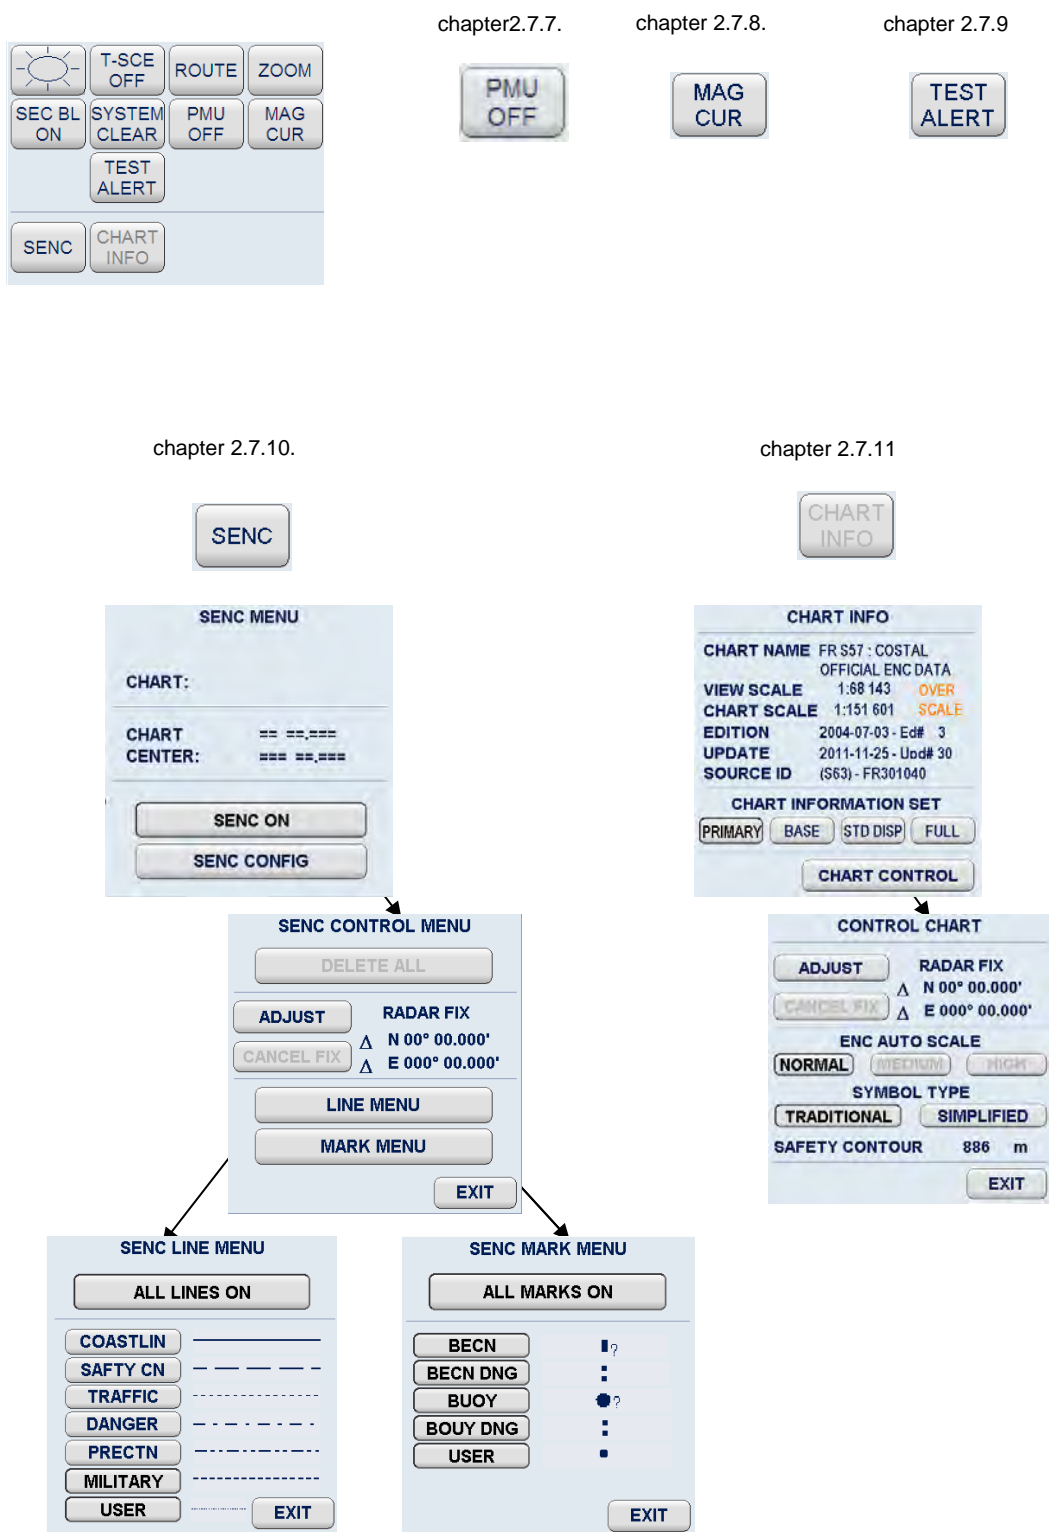 chapter2.7.7.
chapter 2.7.8.
chapter 2.7.9
T-SCE
OFF
ROUTE
ZOOM
SEC BL
ON
SYSTEM
CLEAR
PMU
OFF
MAG
CUR
TEST
ALERT
SENC
CHART
INFO
PMU
OFF
MAG
CUR
TEST
ALERT
chapter 2.7.10.
chapter 2.7.11
SENC
CHART
INFO
SENC MENU
CHART:
CHART == ==.===
CENTER: === ==.===
SENC ON
SENC CONFIG
CHART INFO
CHART NAME FR S57 : COSTAL
OFFICIAL ENC DATA
VIEW SCALE 1:68 143 OVER
CHART SCALE 1:151 601 SCALE
EDITION 2004-07-03 - Ed# 3
UPDATE 2011-11-25 - Upd# 30
SOURCE ID (S63) - FR301040
CHART INFORMATION SET
PRIMARY BASE STD DISP FULL
CHART CONTROL
SENC CONTROL MENU
DELETE ALL
ADJUST RADAR FIX
Δ N 00° 00.000'
CANCEL FIX Δ E 000° 00.000'
LINE MENU
MARK MENU
EXIT
CONTROL CHART
ADJUST RADAR FIX
Δ N 00° 00.000'
CANCEL FIX Δ E 000° 00.000'
ENC AUTO SCALE
NORMAL MEDIUM HIGH
SYMBOL TYPE
TRADITIONAL SIMPLIFIED
SAFETY CONTOUR 886 m
EXIT
SENC LINE MENU
ALL LINES ON
COASTLIN
SAFTY CN
TRAFFIC
DANGER
PRECTN
MILITARY
USER EXIT
SENC MARK MENU
ALL MARKS ON
BECN ?
BECN DNG
BUOY ?
BOUY DNG
USER
EXIT